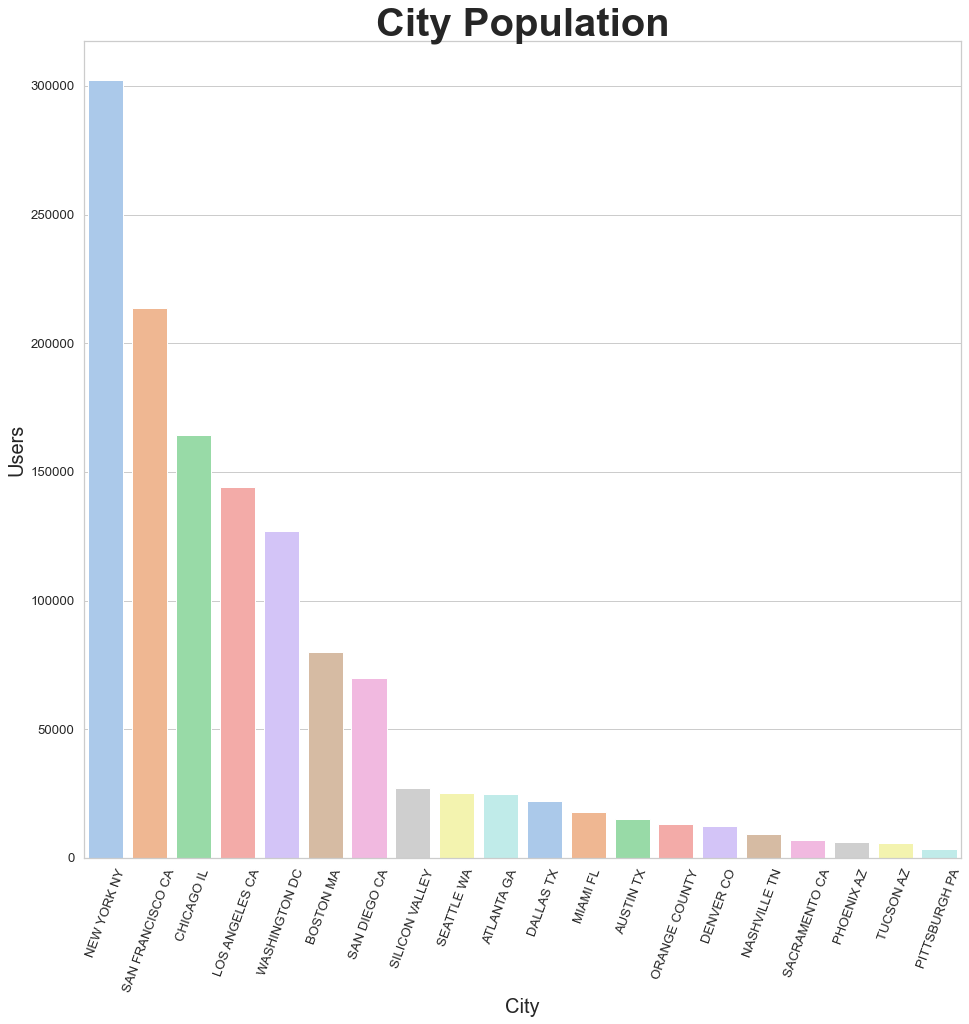 City Population
300000
250000
200000
150000
100000
50000
0
Users
NEW YORK NY
SAN FRANCISCO CA
CHICAGO IL
LOS ANGELES CA
WASHINGTON DC
BOSTON MA
SAN DIEGO CA
SILICON VALLEY
SEATTLE WA
ATLANTA GA
DALLAS TX
MIAMI FL
AUSTIN TX
ORANGE COUNTY
DENVER CO
NASHVILLE TN
SACRAMENTO CA
PHOENIX AZ
TUCSON AZ
PITTSBURGH PA
City